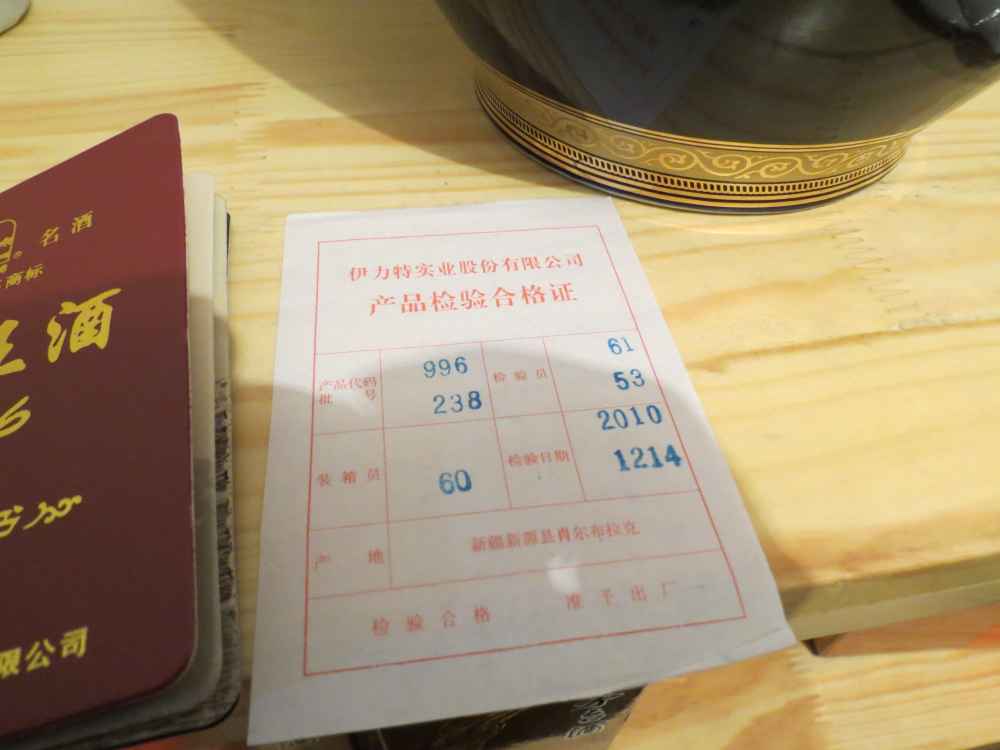 名酒
商标
王酒
限公司
伊力特实业股份有限公司
产品检验合格证
产品代码 996 检验员 61
批号 238 53
装箱员 60 检验日期 2010
1214
产地 新疆新源县肖尔布拉克
检验合格 准予出厂